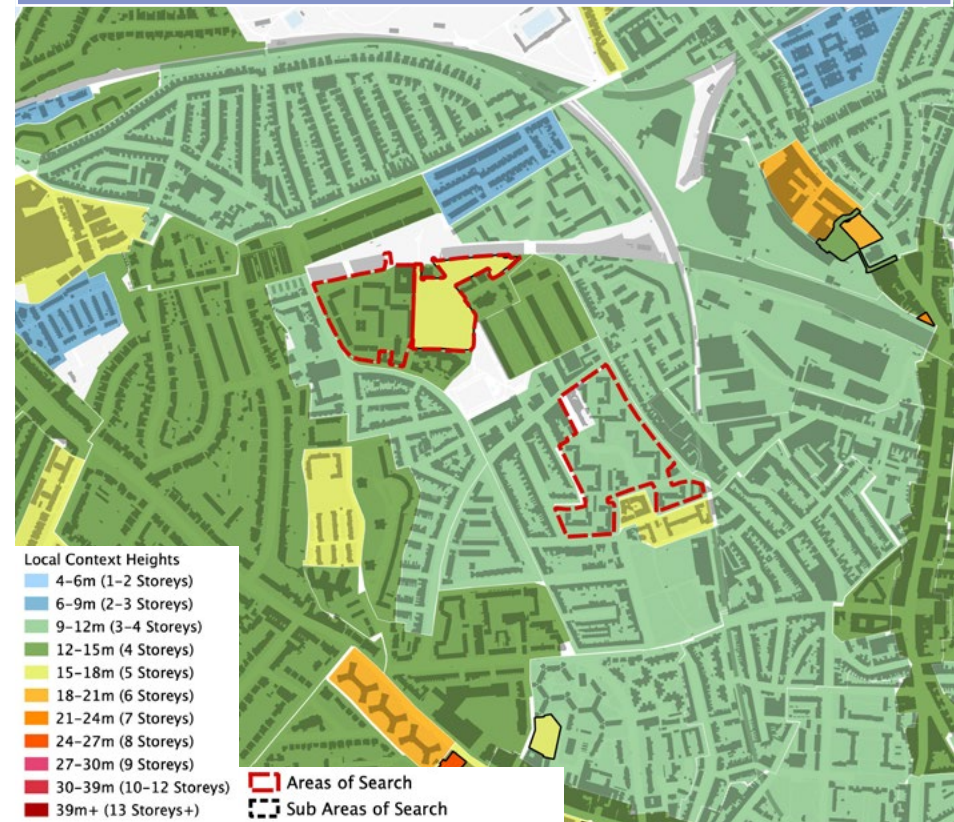 Local Context Heights
4-6m (1-2 Storeys)
6-9m (2-3 Storeys)
9-12m (3-4 Storeys)
12-15m (4 Storeys)
15-18m (5 Storeys)
18-21m (6 Storeys)
21-24m (7 Storeys)
24-27m (8 Storeys)
27-30m (9 Storeys)
30-39m (10-12 Storeys)
39m+ (13 Storeys+)
Areas of Search
Sub Areas of Search